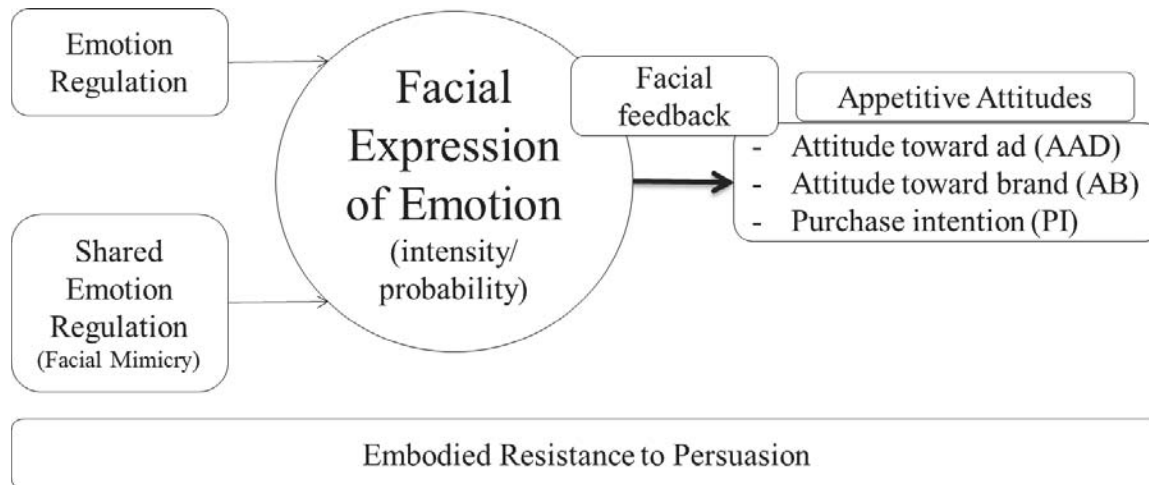 Emotion
Regulation
Shared
Emotion
Regulation
(Facial Mimicry)
Facial
Expression
of Emotion
(intensity/
probability)
Facial
feedback
Appetitive Attitudes
- Attitude toward ad (AAD)
- Attitude toward brand (AB)
- Purchase intention (PI)
Embodied Resistance to Persuasion